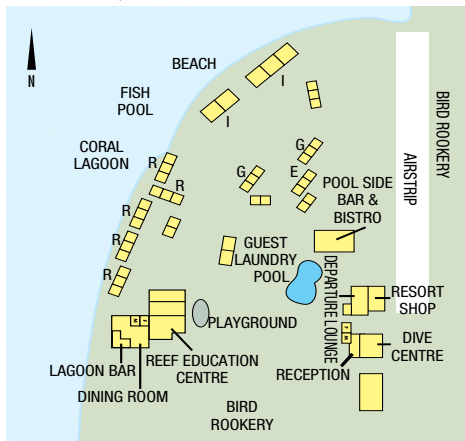 BEACH
N
FISH
POOL
I
I
CORAL
LAGOON
BIRD ROOKERY
AIRSTRIP
G
R
R
G
E
POOL SIDE
BAR &
BISTRO
R
R
R
GUEST
LAUNDRY
POOL
DEPARTURE LOUNGE
RESORT
SHOP
PLAYGROUND
DIVE
CENTRE
REEF EDUCATION
CENTRE
RECEPTION
LAGOON BAR
DINING ROOM
BIRD
ROOKERY